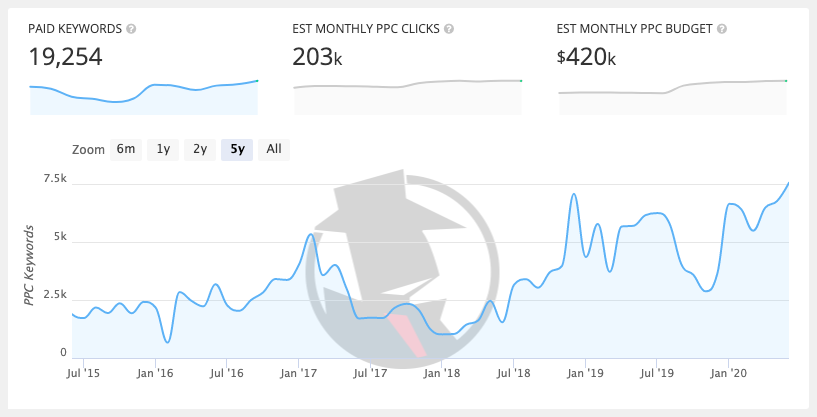 PAID KEYWORDS ? EST MONTHLY PPC CLICKS ? EST MONTHLY PPC BUDGET ?
19,254 203k $420k
Zoom 6m 1y 2y 5y All
7.5k
5k
2.5k
0
PPC Keywords
Jul '15 Jan '16 Jul '16 Jan '17 Jul '17 Jan '18 Jul '18 Jan '19 Jul '19 Jan '20